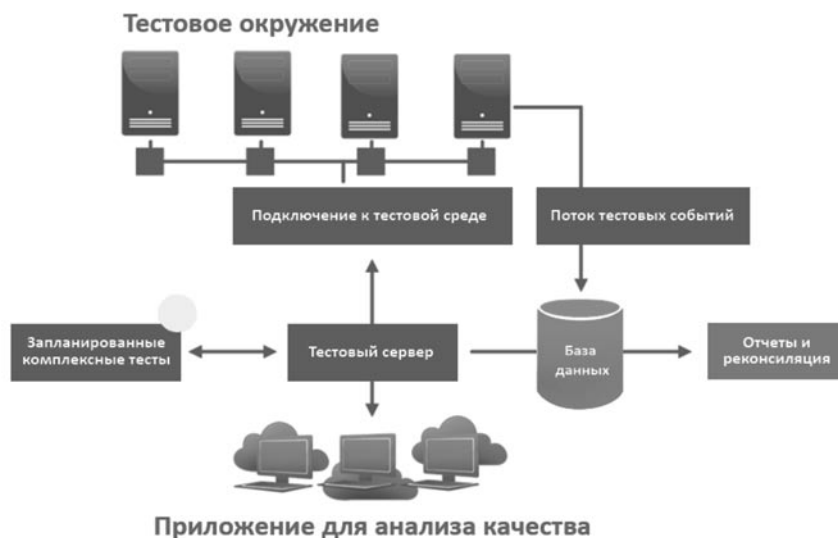 Тестовое окружение
Подключение к тестовой среде
Поток тестовых событий
Запланированные
комплексные тесты
Тестовый сервер
База
данных
Отчеты и
реконсиляция
Приложение для анализа качества